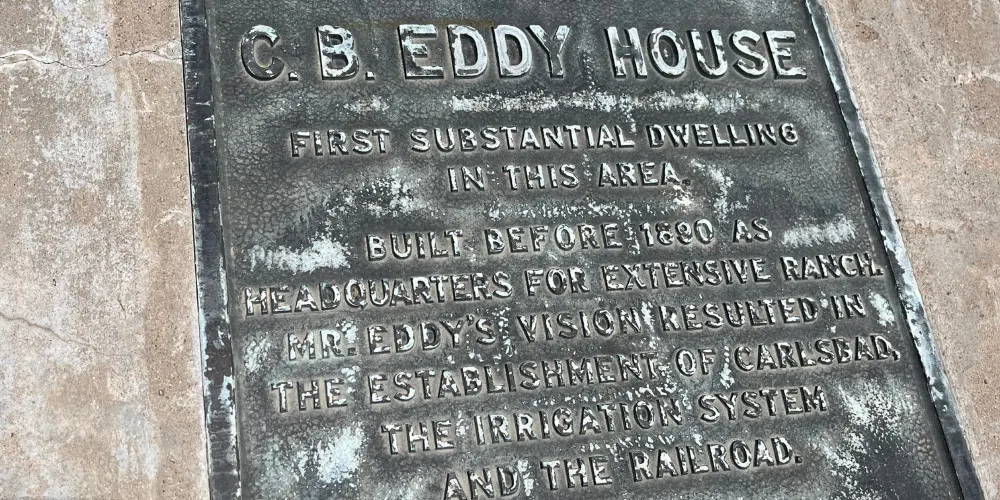 C. B. EDDY HOUSE
FIRST SUBSTANTIAL DWELLING
IN THIS AREA.
BUILT BEFORE 1890 AS
HEADQUARTERS FOR EXTENSIVE RANCH.
MR. EDDY'S VISION RESULTED IN
THE ESTABLISHMENT OF CARLSBAD,
THE IRRIGATION SYSTEM
AND THE RAILROAD.